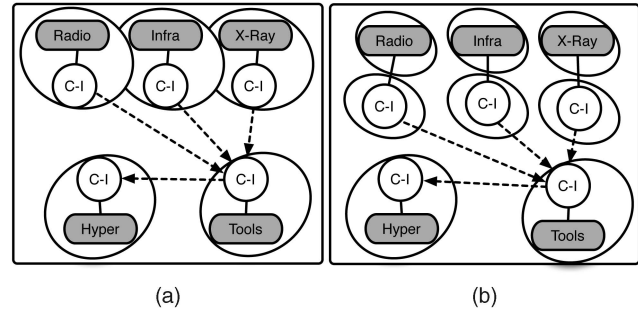 Radio Infra X-Ray
C-I C-I C-I
C-I C-I
Hyper Tools
(a)
Radio Infra X-Ray
C-I C-I C-I
C-I C-I
Hyper Tools
(b)